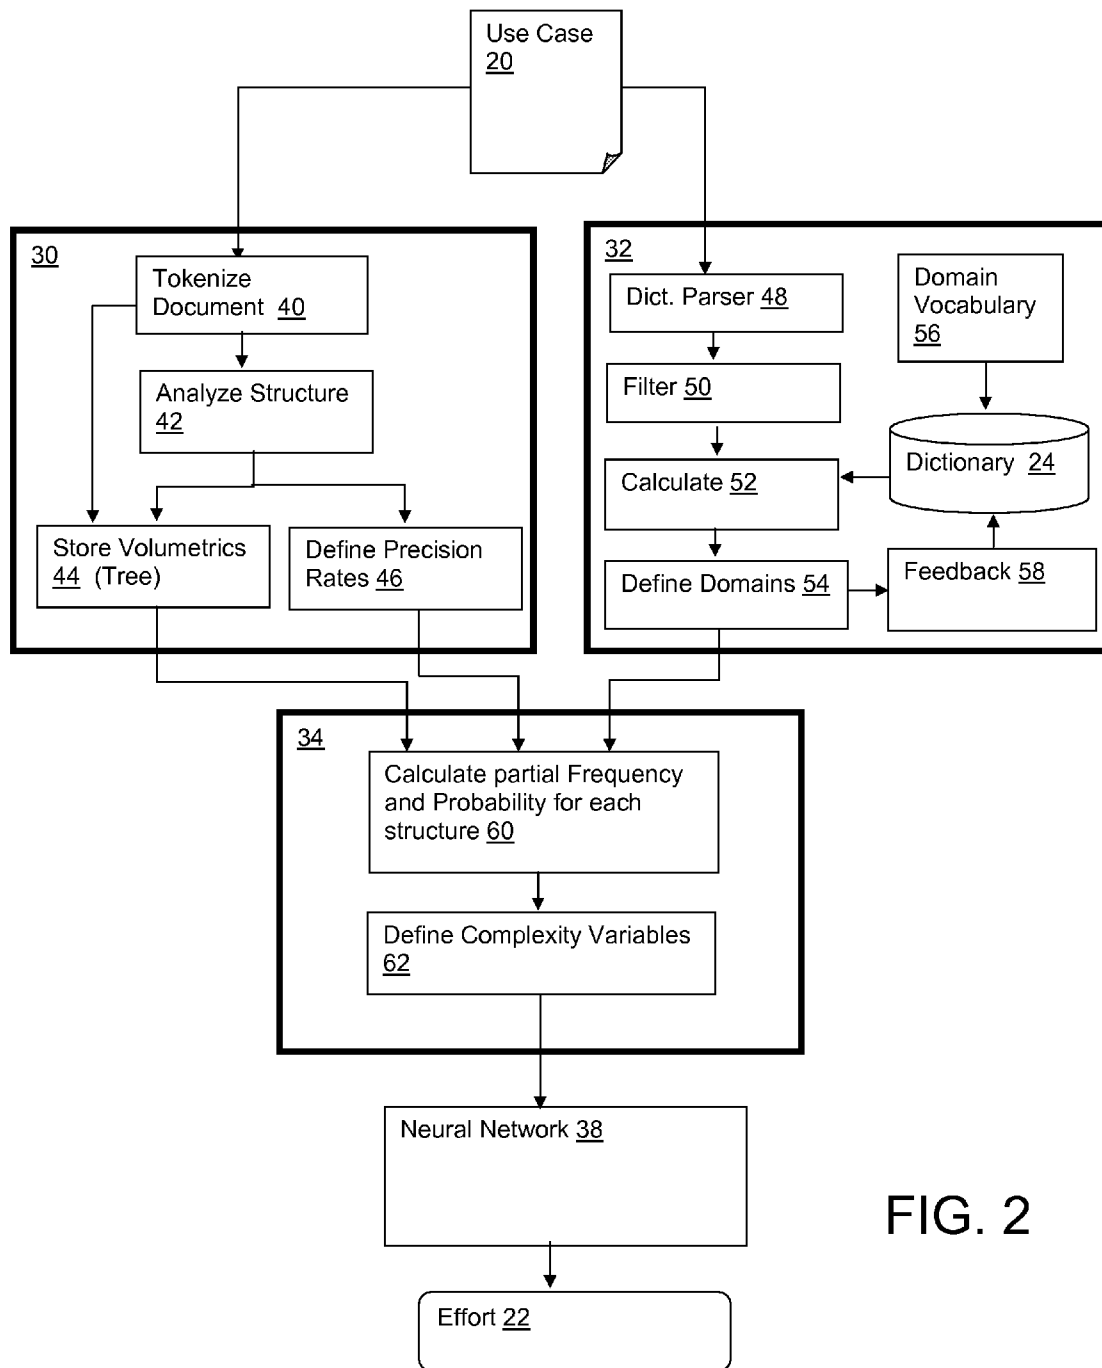 Use Case
20
30
Tokenize
Document 40
Analyze Structure
42
Store Volumetrics
44 (Tree)
Define Precision
Rates 46
32
Dict. Parser 48
Domain
Vocabulary
56
Filter 50
Calculate 52
Dictionary 24
Define Domains 54
Feedback 58
34
Calculate partial Frequency
and Probability for each
structure 60
Define Complexity Variables
62
Neural Network 38
FIG. 2
Effort 22